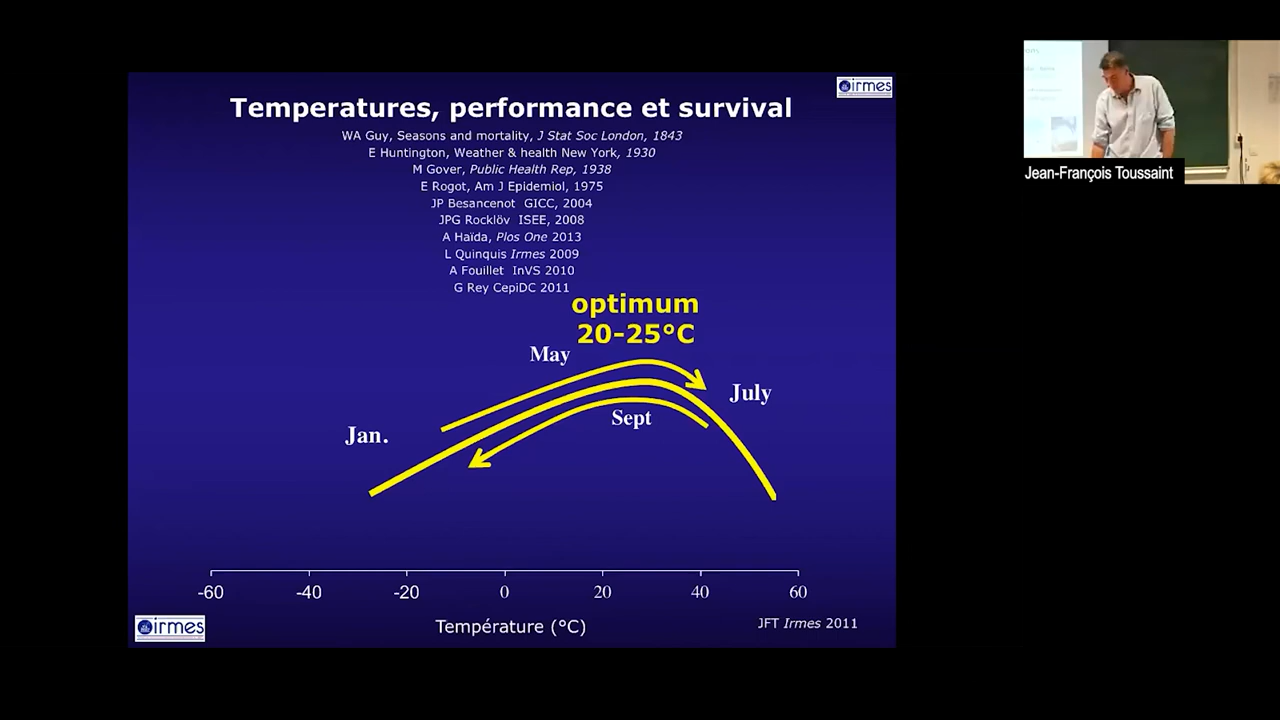 irmes
Temperatures, performance et survival
WA Guy, Seasons and mortality, J Stat Soc London, 1843
E Huntington, Weather & health New York, 1930
M Gover, Public Health Rep, 1938
E Rogot, Am J Epidemiol, 1975
JP Besancenot GICC, 2004
JPG Rocklöv ISEE, 2008
A Haïda, Plos One 2013
L Quinquis Irmes 2009
A Fouillet InVS 2010
G Rey CepiDC 2011
optimum
20-25°C
May
July
Sept
Jan.
-60 -40 -20 0 20 40 60
Température (°C)
JFT Irmes 2011
irmes
Jean-François Toussaint